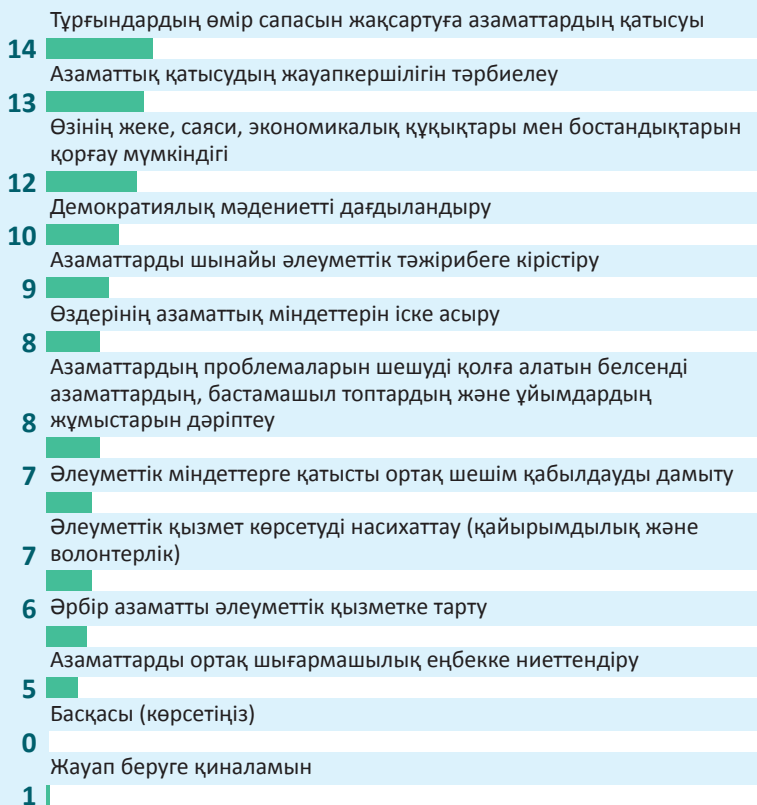 Тұрғындардың өмір сапасын жақсартуға азаматтардың қатысуы
14
Азаматтық қатысудың жауапкершілігін тәрбиелеу
13
Өзінің жеке, саяси, экономикалық құқықтары мен бостандықтарын
қорғау мүмкіндігі
12
Демократиялық мәдениетті дағдыландыру
10
Азаматтарды шынайы әлеуметтік тәжірибеге кірістіру
9
Өздерінің азаматтық міндеттерін іске асыру
8
Азаматтардың проблемаларын шешуді қолға алатын белсенді
азаматтардың, бастамашыл топтардың және ұйымдардың
8 жұмыстарын дәріптеу
7 Әлеуметтік міндеттерге қатысты ортақ шешім қабылдауды дамыту
Әлеуметтік қызмет көрсетуді насихаттау (қайырымдылық және
7 волонтерлік)
6 Әрбір азаматты әлеуметтік қызметке тарту
Азаматтарды ортақ шығармашылық еңбекке ниеттендіру
5
Басқасы (көрсетіңіз)
0
Жауап беруге қиналамын
1